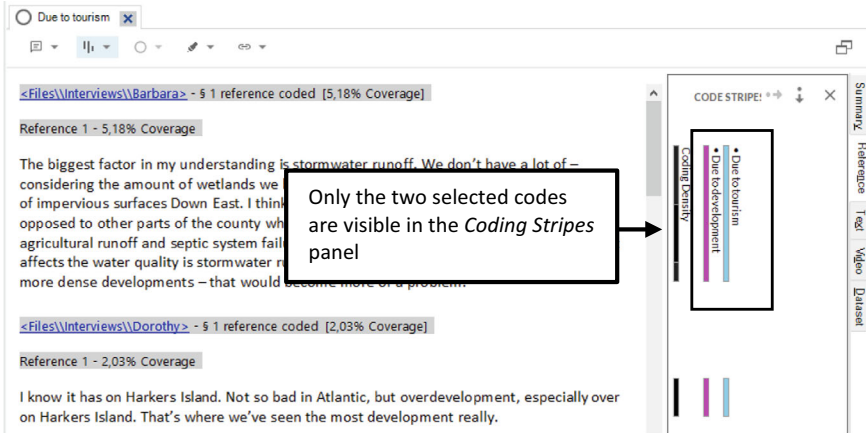 Due to tourism
CODE STRIPES
<Files\\Interviews\\Barbara> - § 1 reference coded [5,18% Coverage]
Reference 1 - 5,18% Coverage
The biggest factor in my understanding is stormwater runoff. We don't have a lot of –
considering the amount of wetlands we
of impervious surfaces Down East. I think
opposed to other parts of the county
agricultural runoff and septic system
affects the water quality is stormwater
more dense developments – that would become more of a problem.
Only the two selected codes
are visible in the Coding Stripes
panel
<Files\\Interviews\\Dorothy> - § 1 reference coded [2,03% Coverage]
Reference 1 - 2,03% Coverage
I know it has on Harkers Island. Not so bad in Atlantic, but overdevelopment, especially over
on Harkers Island. That's where we've seen the most development really.
Coding Density
Due to development
Due to tourism
Summary
Reference
Text
Video
Dataset